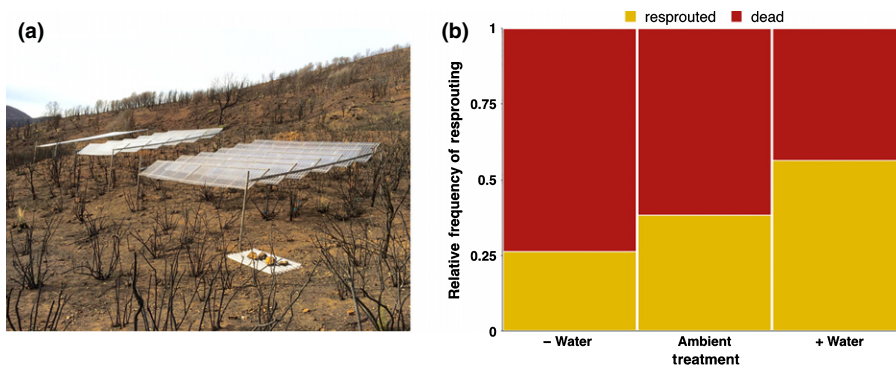 (a)
(b)
resprouted dead
Relative frequency of resprouting
1
0.75
0.5
0.25
0
– Water Ambient + Water
treatment